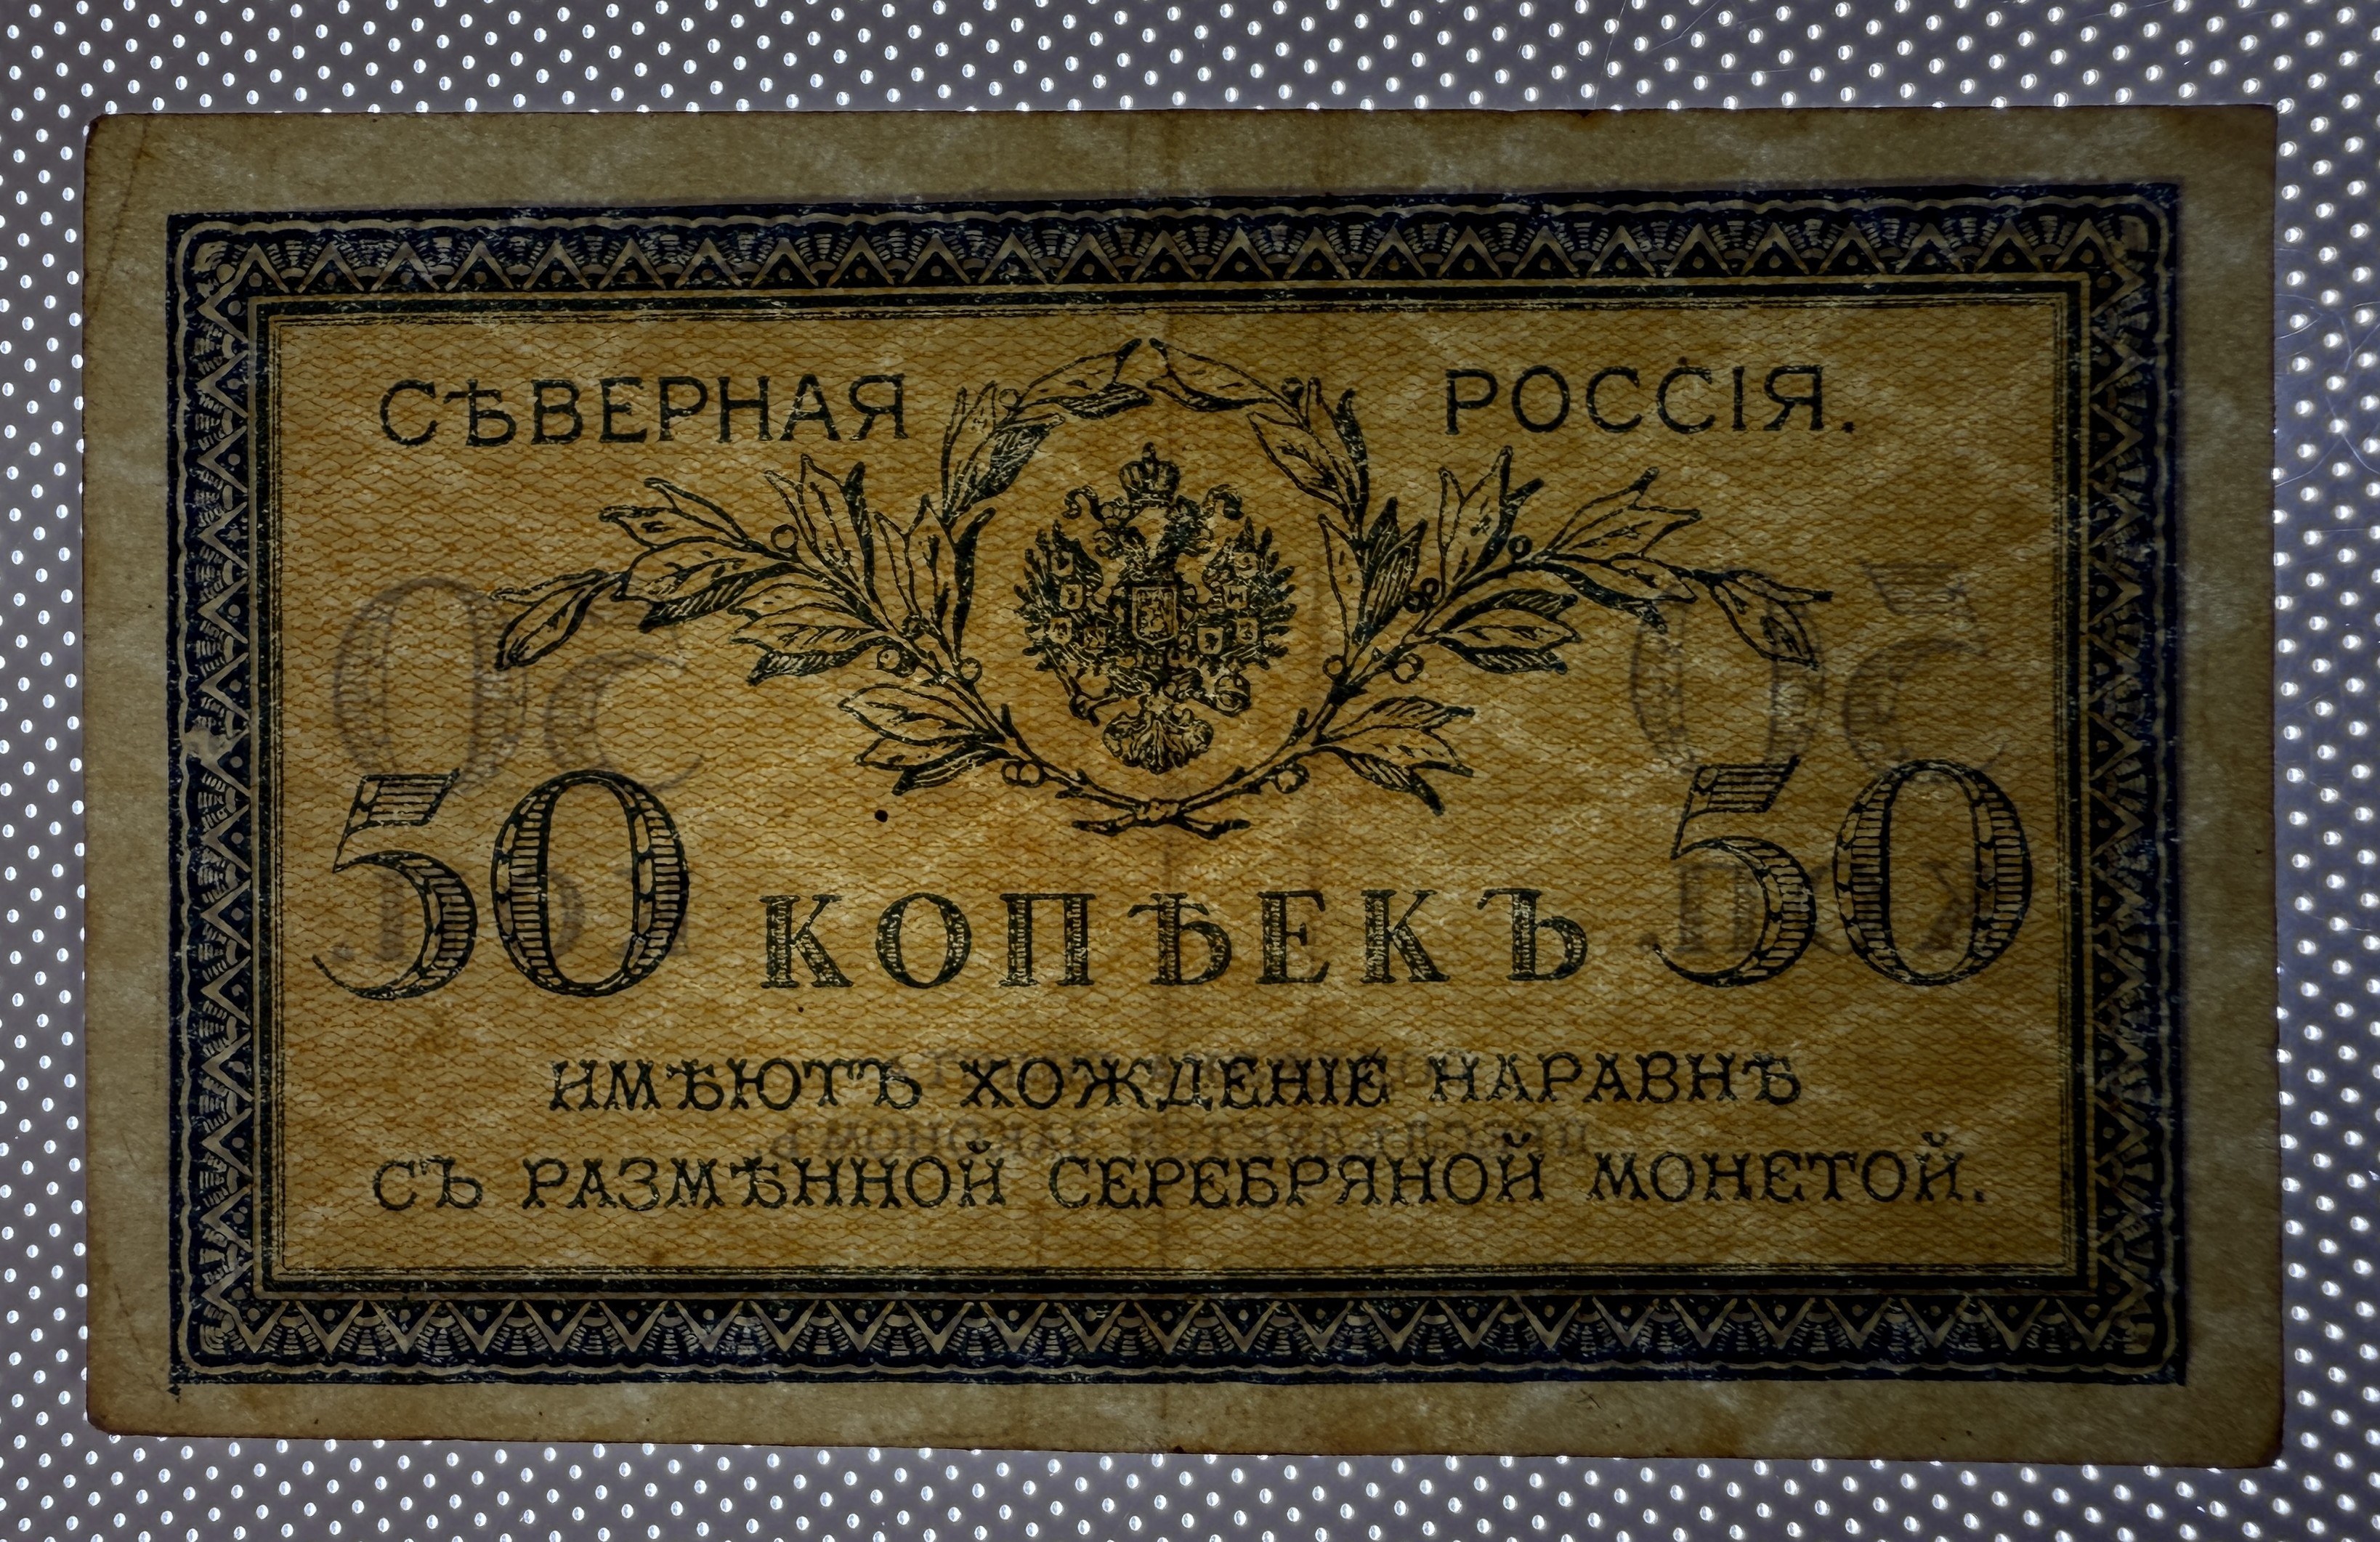 СѢВЕРНАЯ РОССІЯ.
50 КОПѢЕКЪ 50
ИМѢЮТЪ ХОЖДЕНІЕ НАРАВНѢ
СЪ РАЗМѢННОЙ СЕРЕБРЯНОЙ МОНЕТОЙ.